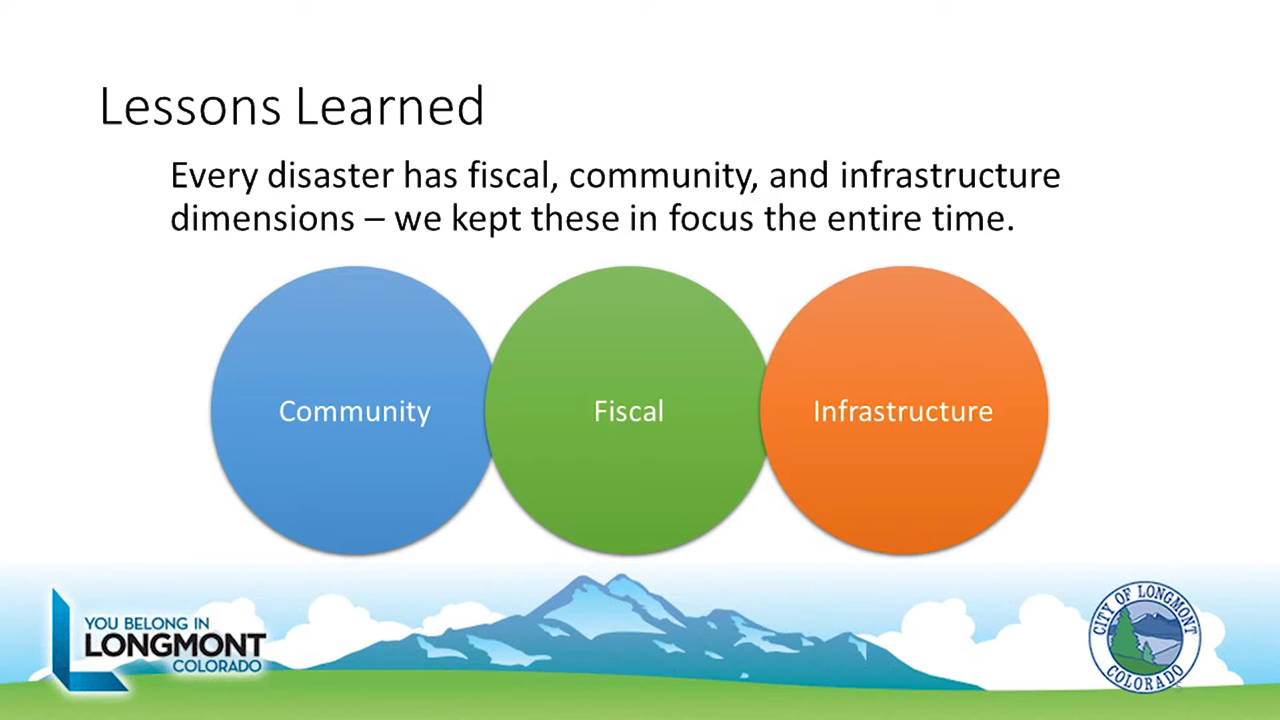 Lessons Learned
Every disaster has fiscal, community, and infrastructure
dimensions – we kept these in focus the entire time.
Community
Fiscal
Infrastructure
YOU BELONG IN
LONGMONT
COLORADO
CITY OF LONGMONT
COLORADO